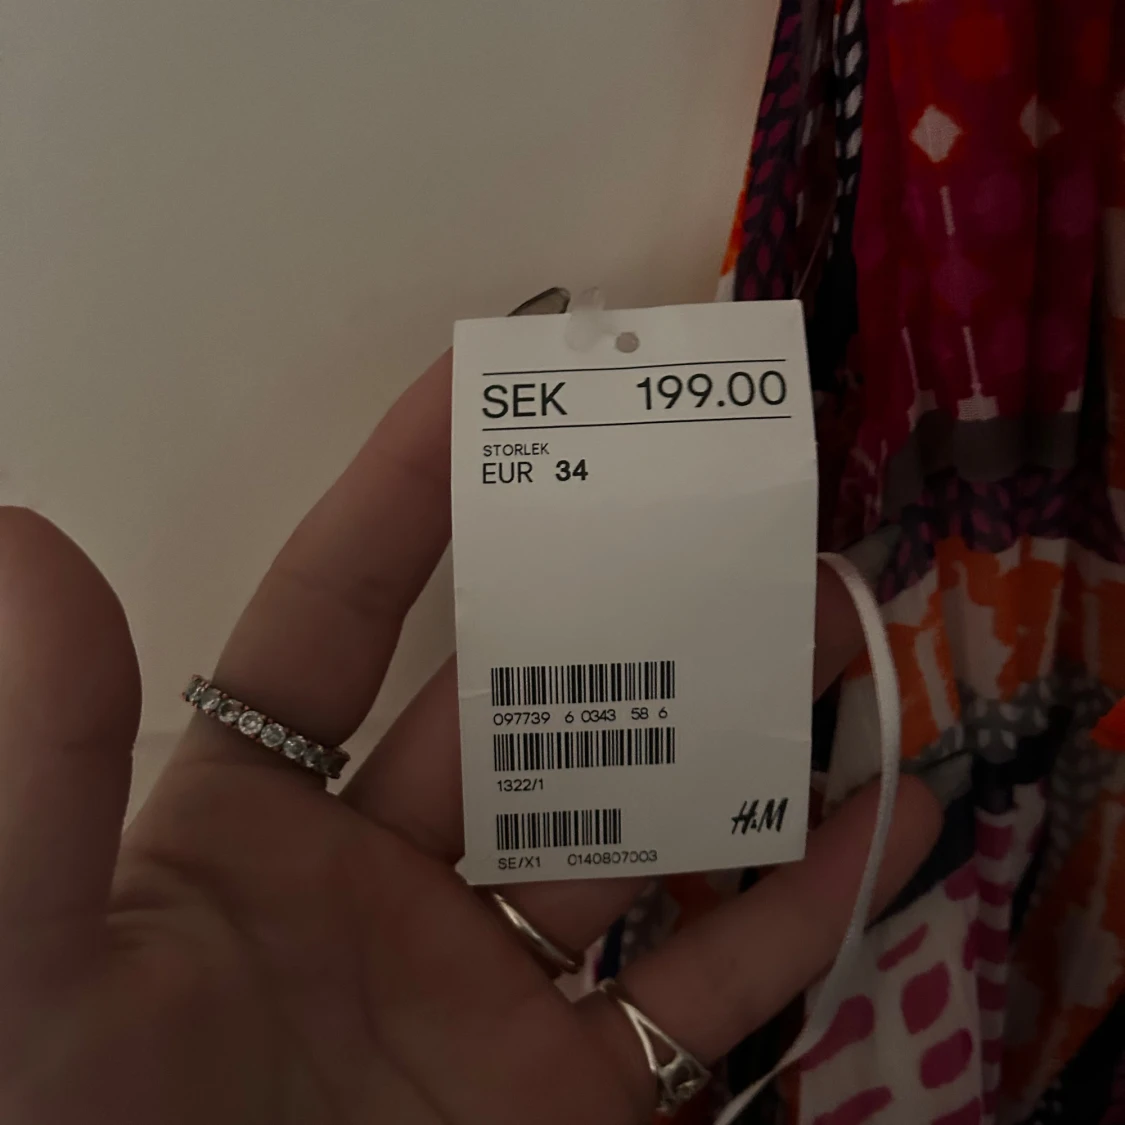 SEK 199.00
STORLEK
EUR 34
097739 6 0343 58 6
1322/1
H&M
SE/X1 0140807003